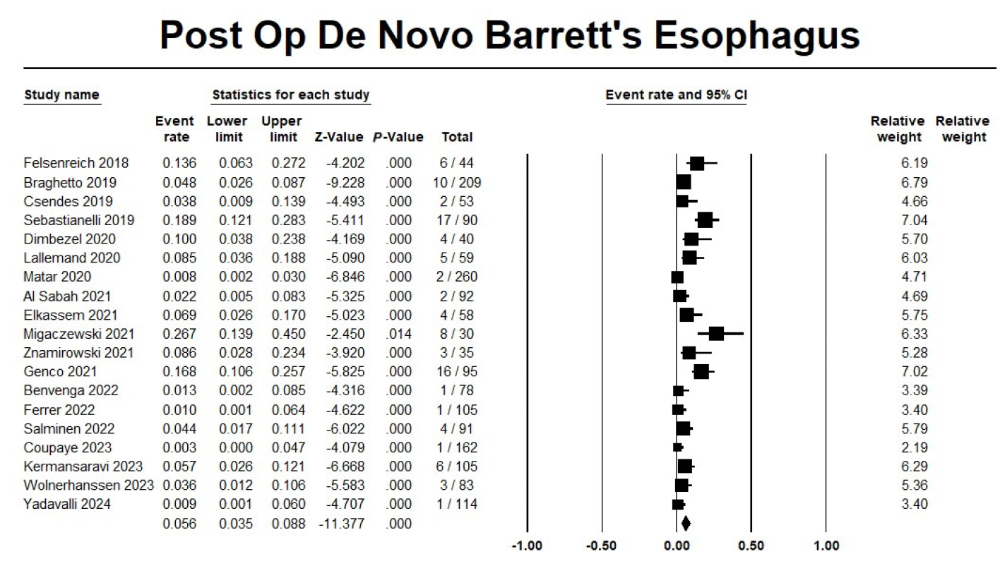 Post Op De Novo Barrett's Esophagus
Study name Statistics for each study Event rate and 95% CI
Event Lower Upper Relative Relative
rate limit limit Z-Value P-Value Total weight weight
Felsenreich 2018 0.136 0.063 0.272 -4.202 .000 6 / 44 6.19
Braghetto 2019 0.048 0.026 0.087 -9.228 .000 10 / 209 6.79
Csendes 2019 0.038 0.009 0.139 -4.493 .000 2 / 53 4.66
Sebastianelli 2019 0.189 0.121 0.283 -5.411 .000 17 / 90 7.04
Dimbezel 2020 0.100 0.038 0.238 -4.169 .000 4 / 40 5.70
Lallemand 2020 0.085 0.036 0.188 -5.090 .000 5 / 59 6.03
Matar 2020 0.008 0.002 0.030 -6.846 .000 2 / 260 4.71
Al Sabah 2021 0.022 0.005 0.083 -5.325 .000 2 / 92 4.69
Elkassem 2021 0.069 0.026 0.170 -5.023 .000 4 / 58 5.75
Migaczewski 2021 0.267 0.139 0.450 -2.450 .014 8 / 30 6.33
Znamirowski 2021 0.086 0.028 0.234 -3.920 .000 3 / 35 5.28
Genco 2021 0.168 0.106 0.257 -5.825 .000 16 / 95 7.02
Benvenga 2022 0.013 0.002 0.085 -4.316 .000 1 / 78 3.39
Ferrer 2022 0.010 0.001 0.064 -4.622 .000 1 / 105 3.40
Salminen 2022 0.044 0.017 0.111 -6.022 .000 4 / 91 5.79
Coupaye 2023 0.003 0.000 0.047 -4.079 .000 1 / 162 2.19
Kermansaravi 2023 0.057 0.026 0.121 -6.668 .000 6 / 105 6.29
Wolnerhanssen 2023 0.036 0.012 0.106 -5.583 .000 3 / 83 5.36
Yadavalli 2024 0.009 0.001 0.060 -4.707 .000 1 / 114 3.40
0.056 0.035 0.088 -11.377 .000
-1.00 -0.50 0.00 0.50 1.00